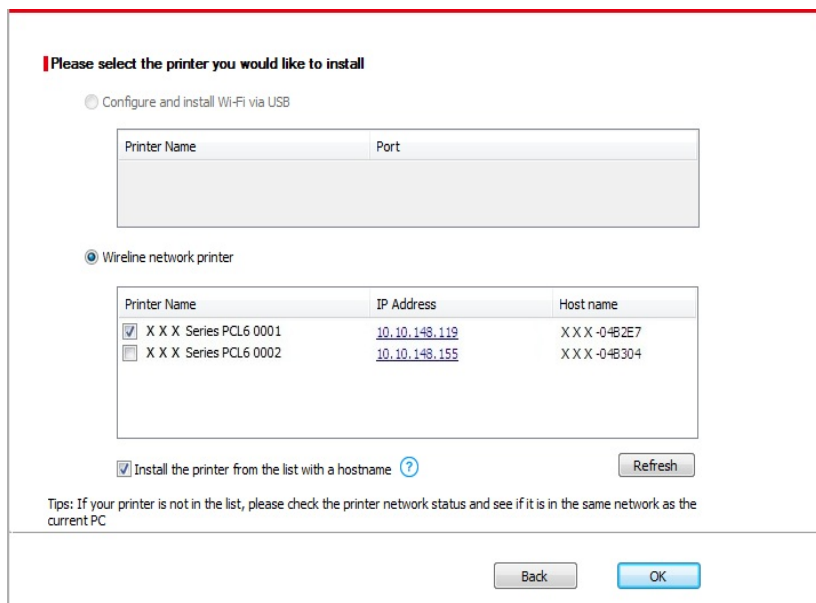 Please select the printer you would like to install
Configure and install Wi-Fi via USB
Printer Name Port
Wireline network printer
Printer Name IP Address Host name
X X X Series PCL6 0001 10.10.148.119 X X X -04B2E7
X X X Series PCL6 0002 10.10.148.155 X X X -04B304
Install the printer from the list with a hostname ?
Refresh
Tips: If your printer is not in the list, please check the printer network status and see if it is in the same network as the
current PC
Back OK